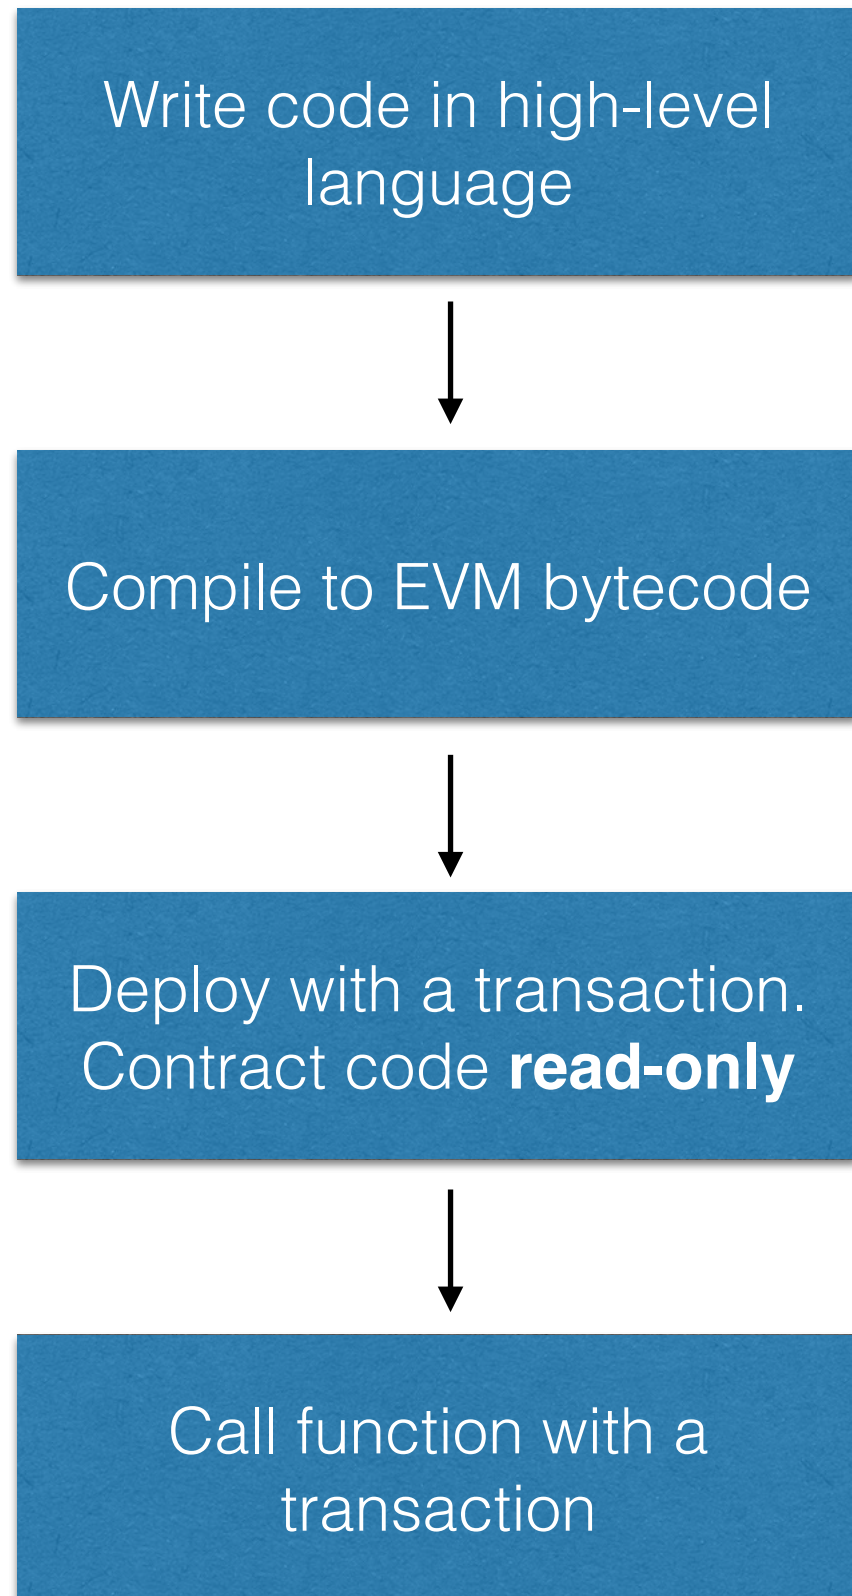 Write code in high-level
language
Compile to EVM bytecode
Deploy with a transaction.
Contract code read-only
Call function with a
transaction